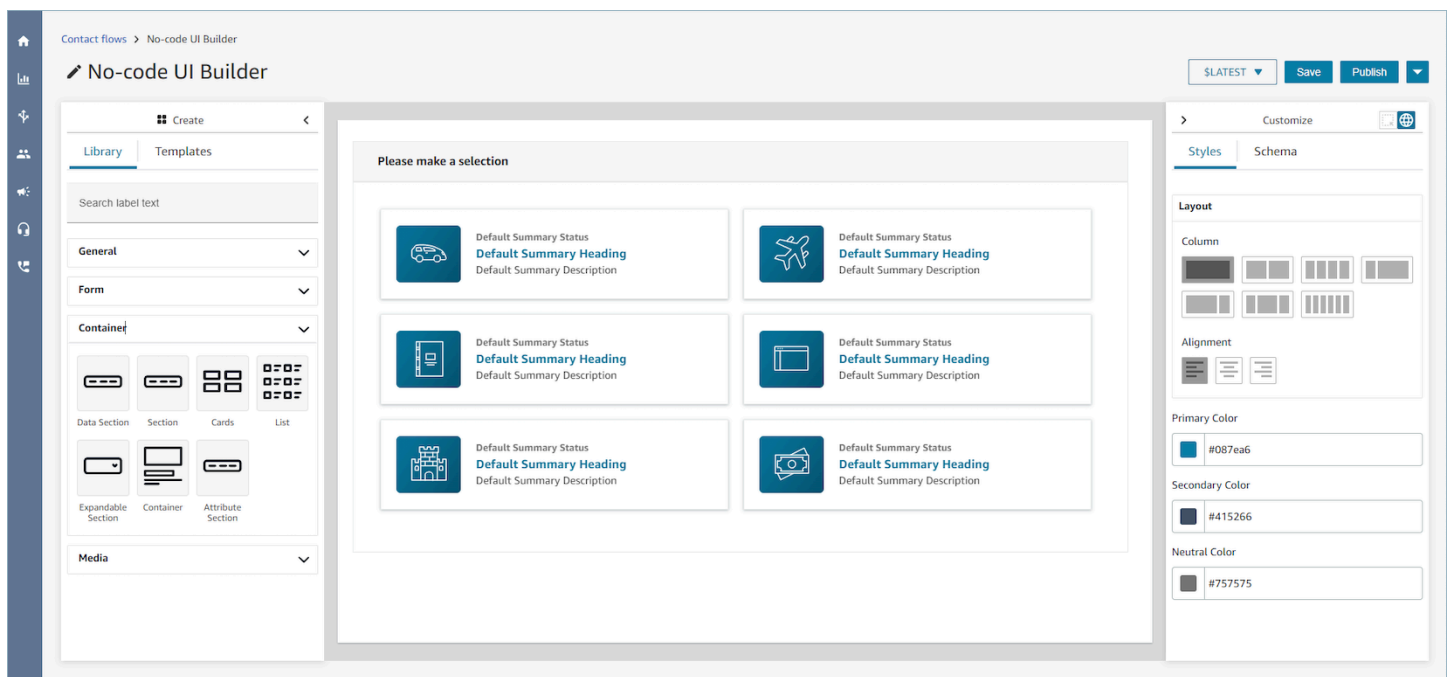 Contact flows > No-code UI Builder
No-code UI Builder
$LATEST
Save
Publish
Create
Library
Templates
Search label text
General
Form
Container
Data Section
Section
Cards
List
Expandable
Section
Container
Attribute
Section
Media
Please make a selection
Default Summary Status
Default Summary Heading
Default Summary Description
Default Summary Status
Default Summary Heading
Default Summary Description
Default Summary Status
Default Summary Heading
Default Summary Description
Default Summary Status
Default Summary Heading
Default Summary Description
Default Summary Status
Default Summary Heading
Default Summary Description
Default Summary Status
Default Summary Heading
Default Summary Description
Customize
Styles
Schema
Layout
Column
Alignment
Primary Color
#087ea6
Secondary Color
#415266
Neutral Color
#757575